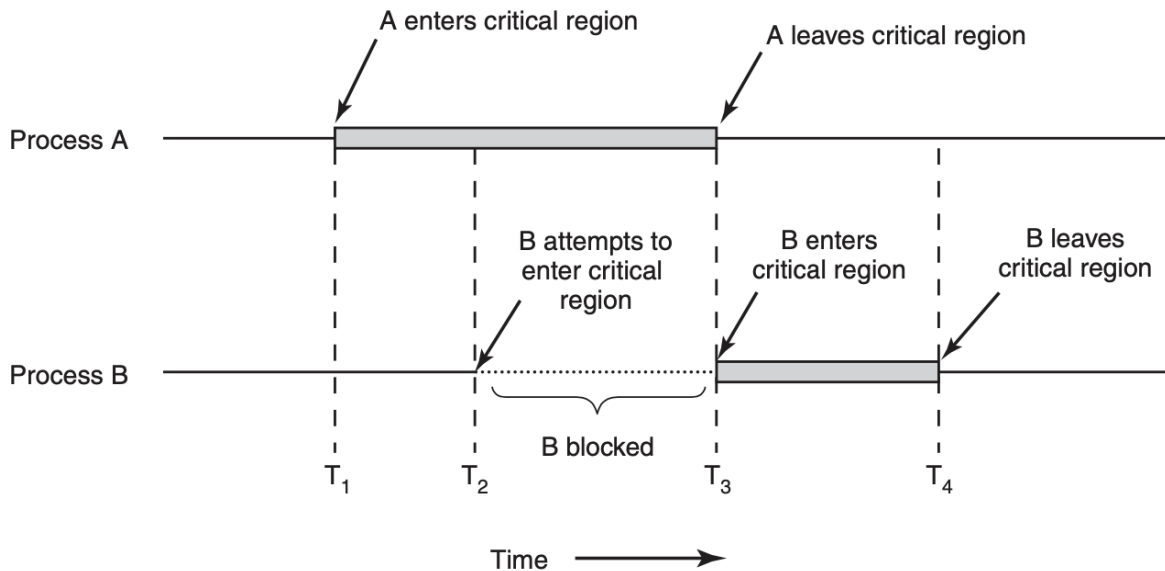 A enters critical region
A leaves critical region
Process A
B attempts to
enter critical
region
B enters
critical region
B leaves
critical region
Process B
B blocked
T1
T2
T3
T4
Time